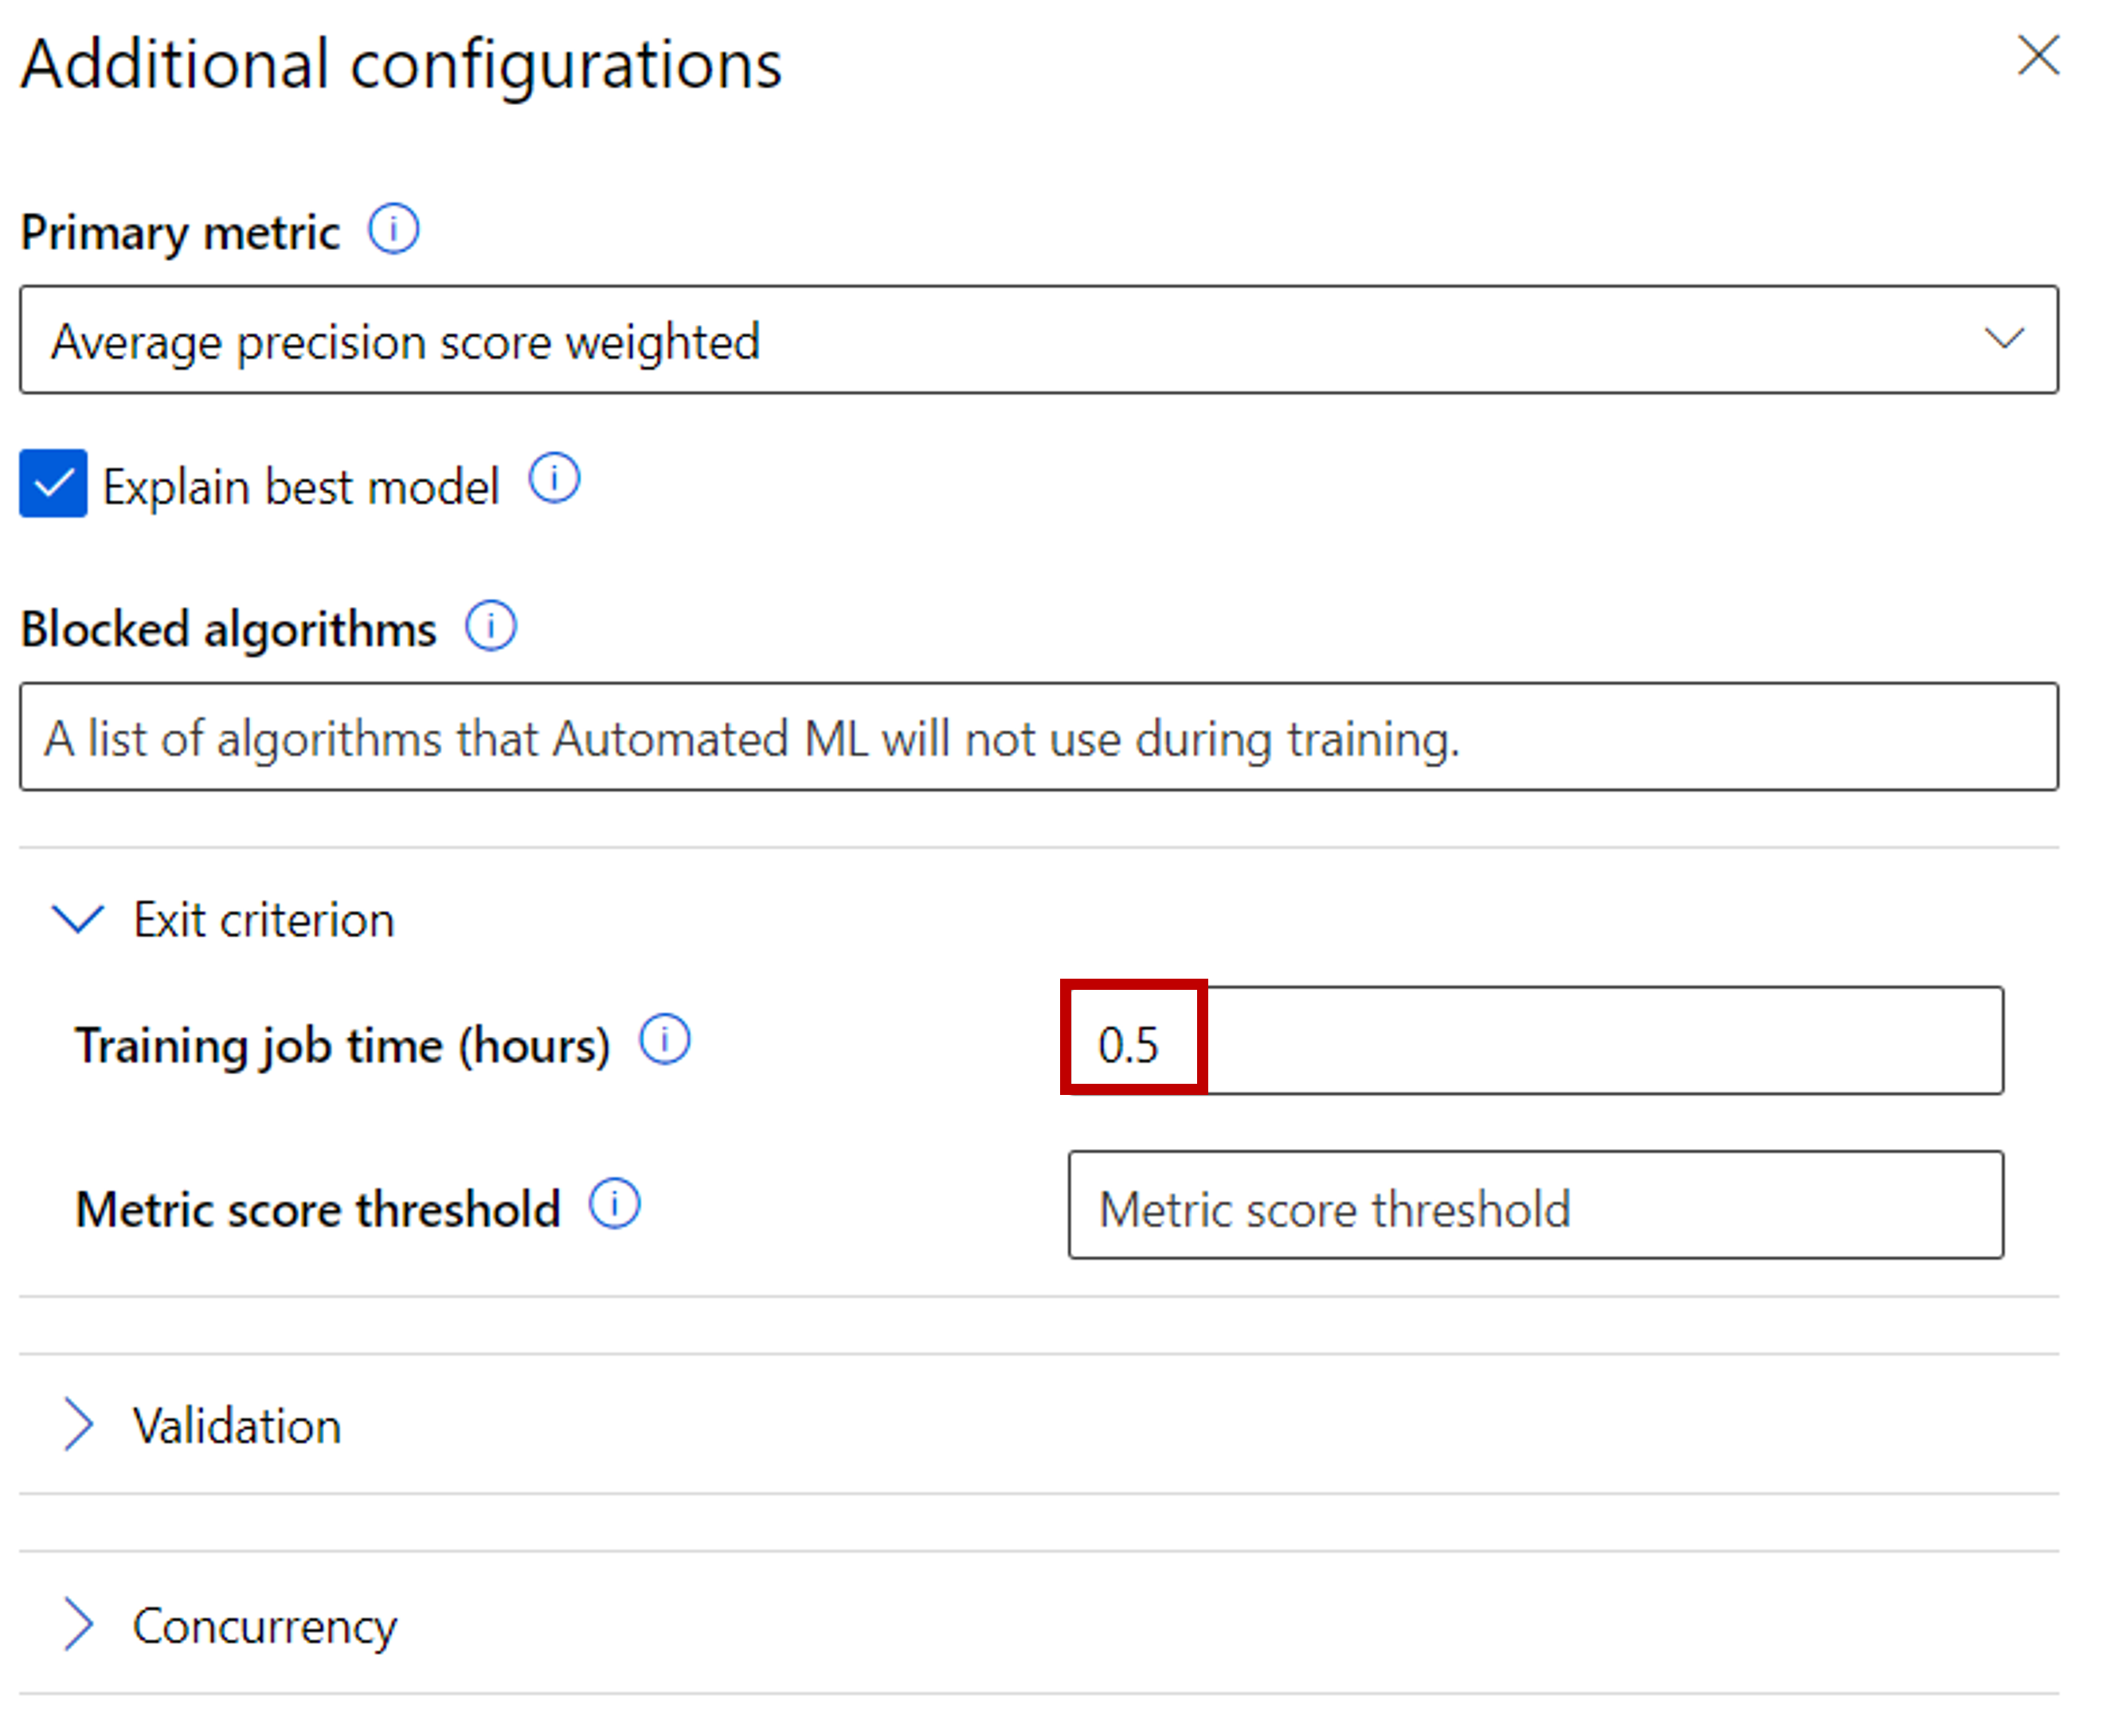 Additional configurations
Primary metric
Average precision score weighted
Explain best model
Blocked algorithms
A list of algorithms that Automated ML will not use during training.
Exit criterion
Training job time (hours)
0.5
Metric score threshold
Metric score threshold
Validation
Concurrency